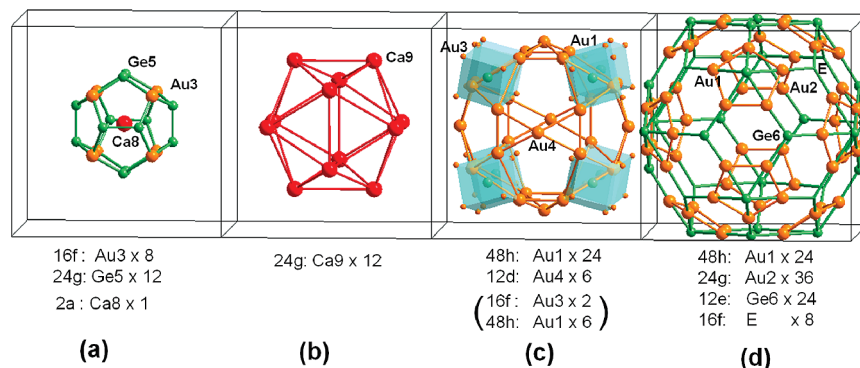 Ge5
Au3
Ca8
Ca9
Au3
Au1
Au4
Au1
E
Au2
Ge6
16f: Au3 x 8
24g: Ge5 x 12
2a: Ca8 x 1
24g: Ca9 x 12
48h: Au1 x 24
12d: Au4 x 6
(16f: Au3 x 2
48h: Au1 x 6)
48h: Au1 x 24
24g: Au2 x 36
12e: Ge6 x 24
16f: E x 8
(a)
(b)
(c)
(d)